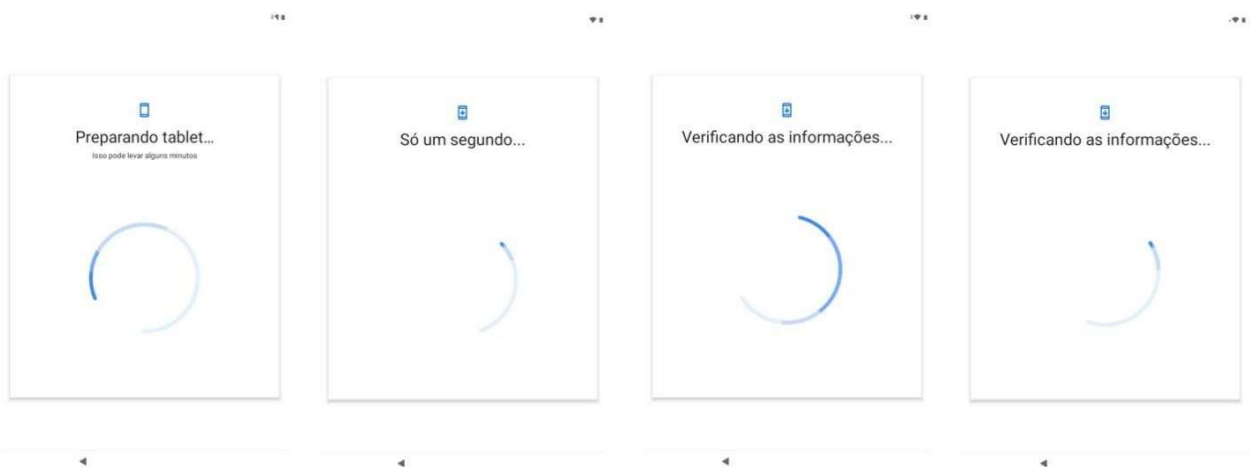 Preparando tablet...
Isso pode levar alguns minutos
Só um segundo...
Verificando as informações...
Verificando as informações...